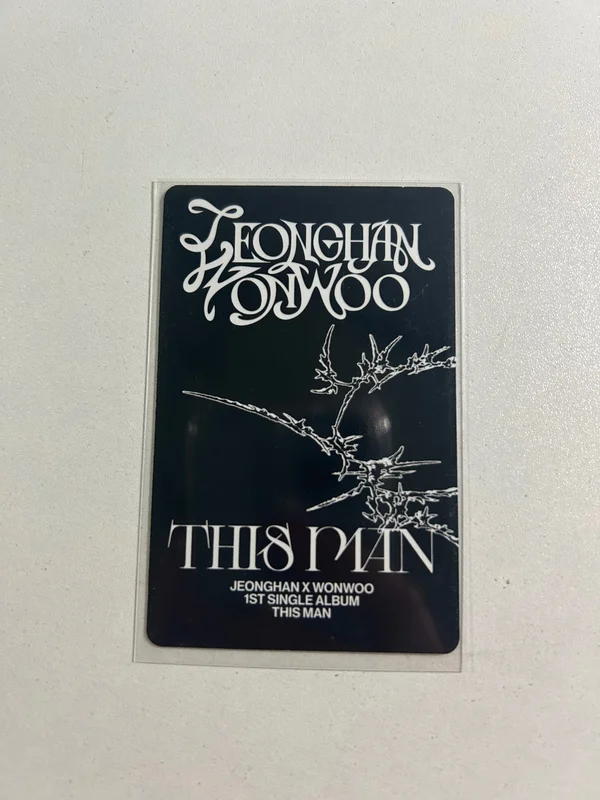 JEONGHAN
WONWOO
THIS MAN
JEONGHAN X WONWOO
1ST SINGLE ALBUM
THIS MAN